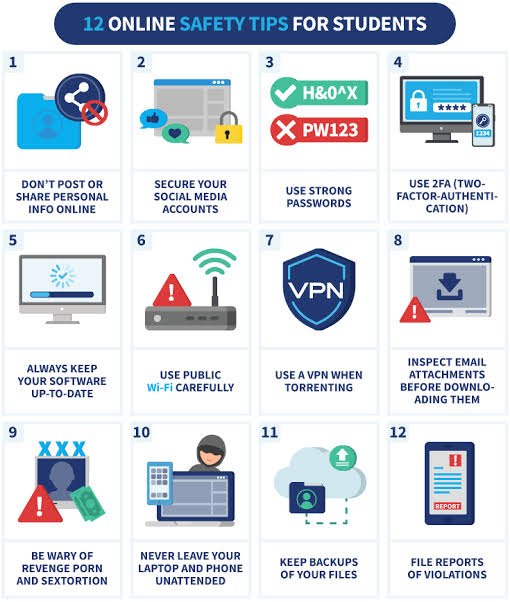 12 ONLINE SAFETY TIPS FOR STUDENTS
1
DON'T POST OR
SHARE PERSONAL
INFO ONLINE
2
SECURE YOUR
SOCIAL MEDIA
ACCOUNTS
3
H&0^X
PW123
USE STRONG
PASSWORDS
4
****
1234
USE 2FA (TWO-
FACTOR-AUTHENTI-
CATION)
5
ALWAYS KEEP
YOUR SOFTWARE
UP-TO-DATE
6
!
USE PUBLIC
Wi-Fi CAREFULLY
7
VPN
USE A VPN WHEN
TORRENTING
8
!
INSPECT EMAIL
ATTACHMENTS
BEFORE DOWNLO-
ADING THEM
9
XXX
!
BE WARY OF
REVENGE PORN
AND SEXTORTION
10
NEVER LEAVE YOUR
LAPTOP AND PHONE
UNATTENDED
11
KEEP BACKUPS
OF YOUR FILES
12
!
REPORT
FILE REPORTS
OF VIOLATIONS